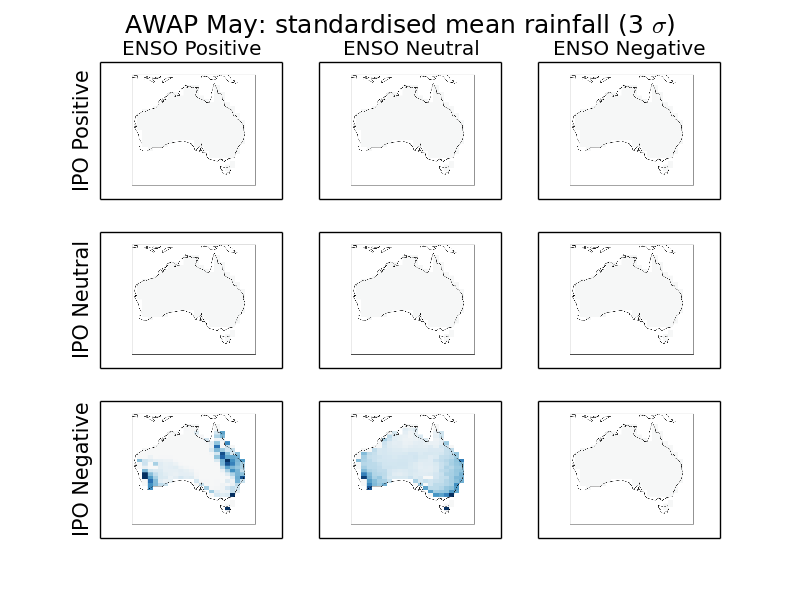 AWAP May: standardised mean rainfall (3 σ)
ENSO Positive
ENSO Neutral
ENSO Negative
IPO Positive
IPO Neutral
IPO Negative